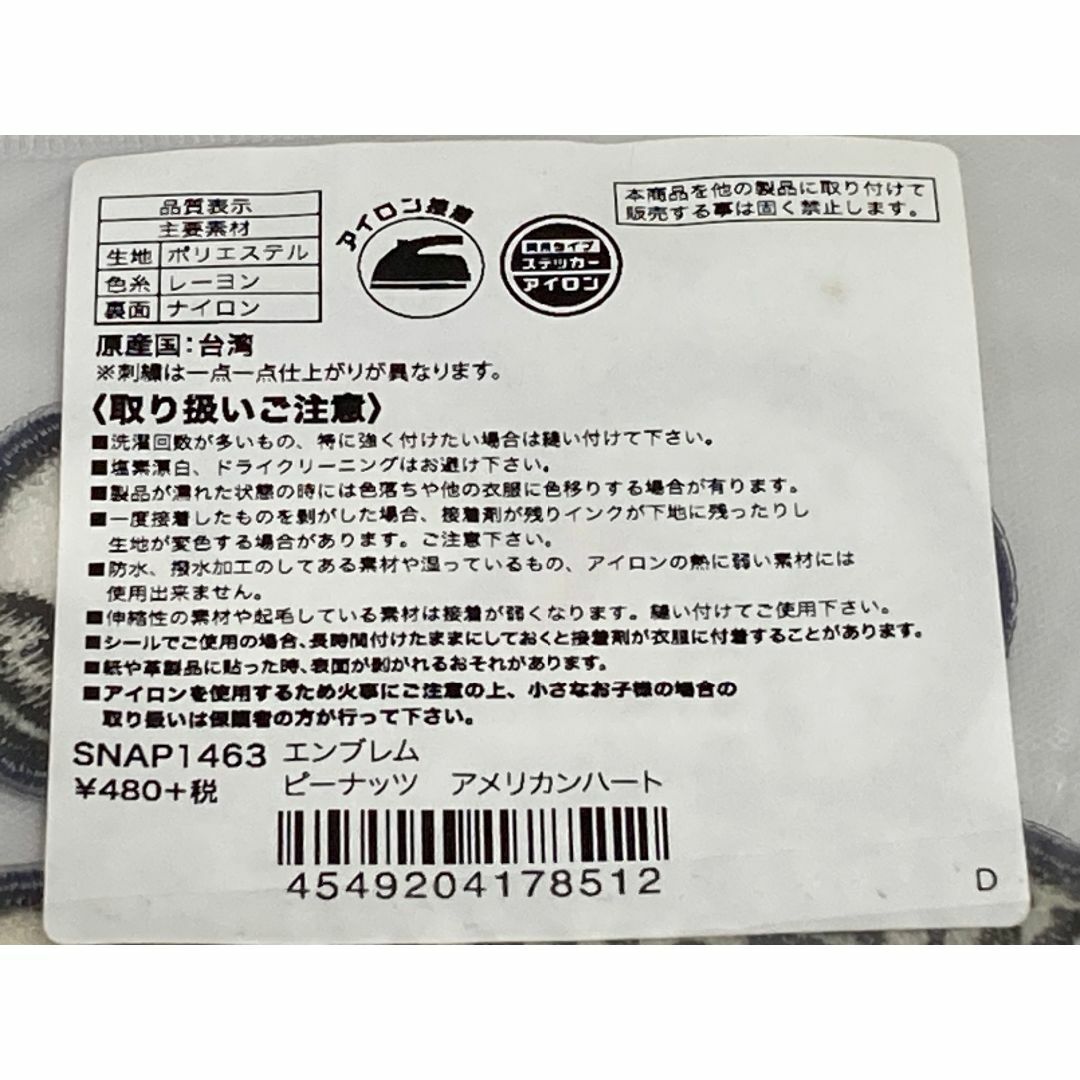 品質表示
主要素材
生地 ポリエステル
色糸 レーヨン
裏面 ナイロン
アイロン接着
兼用タイプ
ステッカー
アイロン
本商品を他の製品に取り付けて
販売する事は固く禁止します。
原産国:台湾
※刺繍は一点一点仕上がりが異なります。
〈取り扱いご注意〉
■洗濯回数が多いもの、特に強く付けたい場合は縫い付けて下さい。
■塩素漂白、ドライクリーニングはお避け下さい。
■製品が濡れた状態の時には色落ちや他の衣服に色移りする場合が有ります。
■一度接着したものを剥がした場合、接着剤が残りインクが下地に残ったりし
生地が変色する場合があります。ご注意下さい。
■防水、撥水加工のしてある素材や湿っているもの、アイロンの熱に弱い素材には
使用出来ません。
■伸縮性の素材や起毛している素材は接着が弱くなります。縫い付けてご使用下さい。
■シールでご使用の場合、長時間付けたままにしておくと接着剤が衣服に付着することがあります。
■紙や革製品に貼った時、表面が剥がれるおそれがあります。
■アイロンを使用するため火事にご注意の上、小さなお子様の場合の
取り扱いは保護者の方が行って下さい。
SNAP1463 エンブレム
¥480+税 ピーナッツ アメリカンハート
4549204178512
D